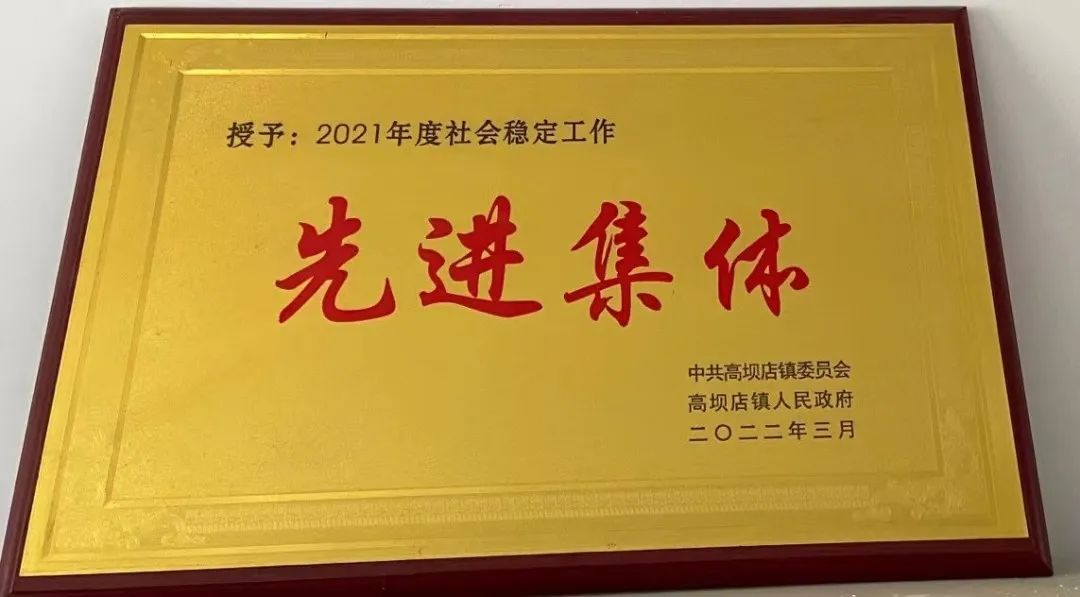 授予：2021年度社会稳定工作
先进集体
中共高坝店镇委员会
高坝店镇人民政府
二〇二二年三月